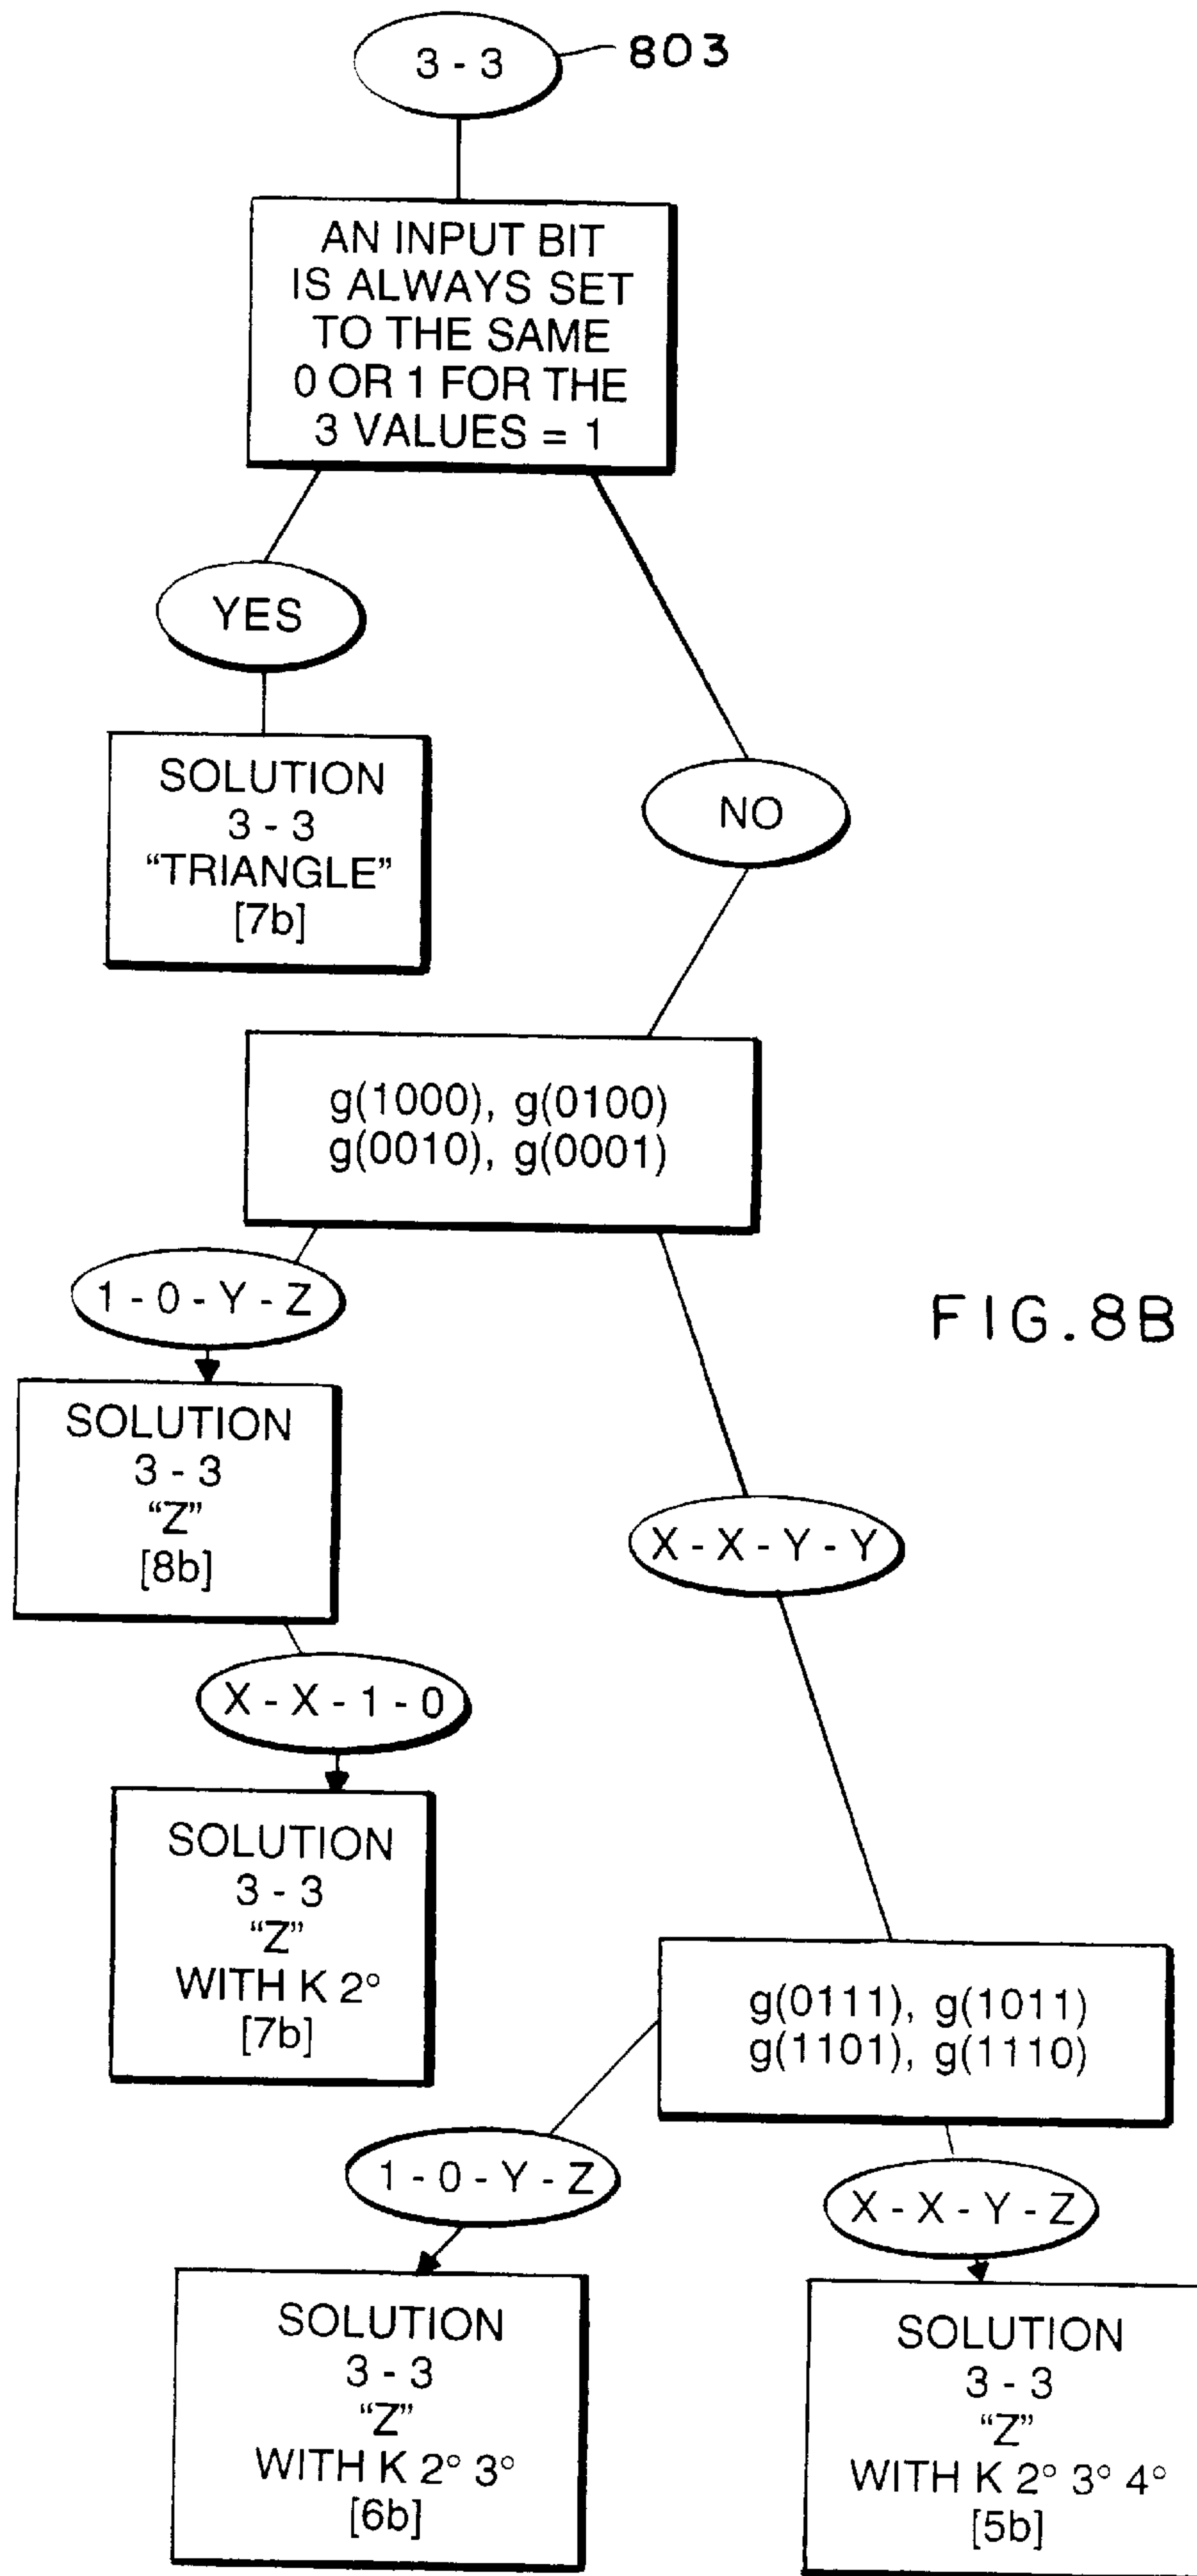 3 - 3
803
AN INPUT BIT
IS ALWAYS SET
TO THE SAME
0 OR 1 FOR THE
3 VALUES = 1
YES
SOLUTION
3 - 3
“TRIANGLE”
[7b]
NO
g(1000), g(0100)
g(0010), g(0001)
1 - 0 - Y - Z
FIG.8B
SOLUTION
3 - 3
“Z”
[8b]
X - X - Y - Y
X - X - 1 - 0
SOLUTION
3 - 3
“Z”
WITH K 2°
[7b]
g(0111), g(1011)
g(1101), g(1110)
1 - 0 - Y - Z
X - X - Y - Z
SOLUTION
3 - 3
“Z”
WITH K 2° 3°
[6b]
SOLUTION
3 - 3
“Z”
WITH K 2° 3° 4°
[5b]